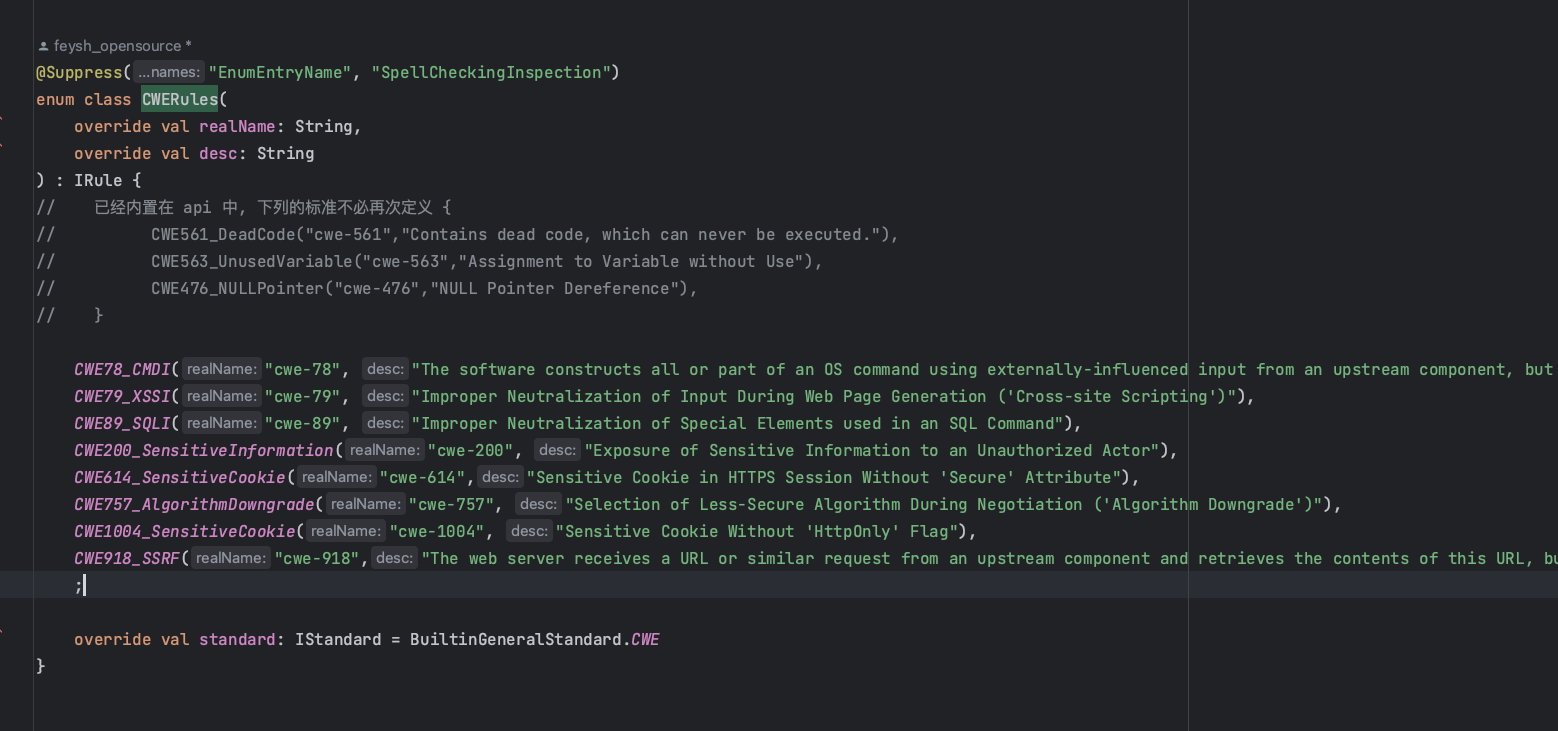 feysh_opensource *
@Suppress( ...names: "EnumEntryName", "SpellCheckingInspection")
enum class CWERules(
override val realName: String,
override val desc: String
) : IRule {
// 已经内置在 api 中, 下列的标准不必再次定义 {
// CWE561_DeadCode("cwe-561","Contains dead code, which can never be executed."),
// CWE563_UnusedVariable("cwe-563","Assignment to Variable without Use"),
// CWE476_NULLPointer("cwe-476","NULL Pointer Dereference"),
// }
CWE78_CMDI( realName: "cwe-78", desc: "The software constructs all or part of an OS command using externally-influenced input from an upstream component, but
CWE79_XSSI( realName: "cwe-79", desc: "Improper Neutralization of Input During Web Page Generation ('Cross-site Scripting')"),
CWE89_SQLI( realName: "cwe-89", desc: "Improper Neutralization of Special Elements used in an SQL Command"),
CWE200_SensitiveInformation( realName: "cwe-200", desc: "Exposure of Sensitive Information to an Unauthorized Actor"),
CWE614_SensitiveCookie( realName: "cwe-614", desc: "Sensitive Cookie in HTTPS Session Without 'Secure' Attribute"),
CWE757_AlgorithmDowngrade( realName: "cwe-757", desc: "Selection of Less-Secure Algorithm During Negotiation ('Algorithm Downgrade')"),
CWE1004_SensitiveCookie( realName: "cwe-1004", desc: "Sensitive Cookie Without 'HttpOnly' Flag"),
CWE918_SSRF( realName: "cwe-918", desc: "The web server receives a URL or similar request from an upstream component and retrieves the contents of this URL,
;
override val standard: IStandard = BuiltinGeneralStandard.CWE
}